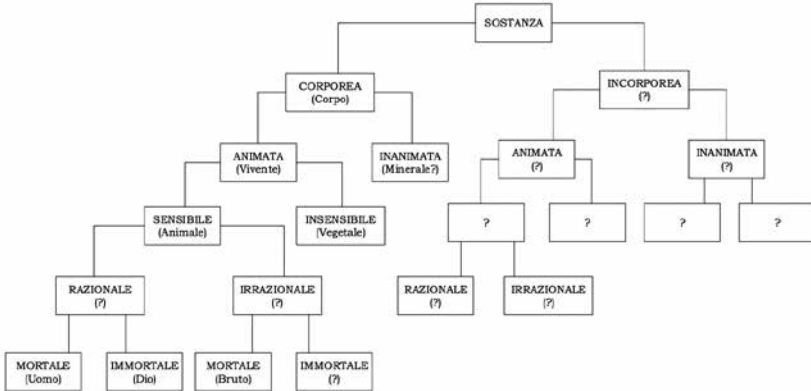 SOSTANZA
CORPOREA
(Corpo)
INCORPOREA
(?)
ANIMATA
(Vivente)
INANIMATA
(Minerale?)
ANIMATA
(?)
INANIMATA
(?)
SENSIBILE
(Animale)
INSENSIBILE
(Vegetale)
?
?
?
?
RAZIONALE
(?)
IRRAZIONALE
(?)
RAZIONALE
(?)
IRRAZIONALE
(?)
MORTALE
(Uomo)
IMMORTALE
(Dio)
MORTALE
(Bruto)
IMMORTALE
(?)